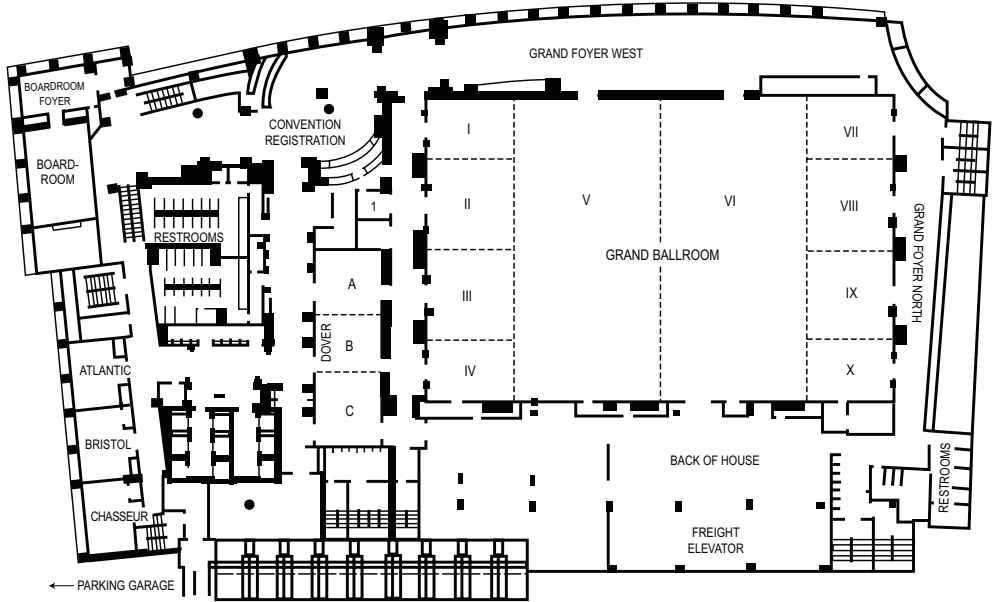 GRAND FOYER WEST
BOARDROOM
FOYER
CONVENTION
REGISTRATION
BOARD-
ROOM
I
II
III
IV
V
VI
VII
VIII
IX
X
1
RESTROOMS
GRAND BALLROOM
GRAND FOYER NORTH
A
B
C
DOVER
ATLANTIC
BRISTOL
CHASSEUR
BACK OF HOUSE
FREIGHT
ELEVATOR
RESTROOMS
← PARKING GARAGE